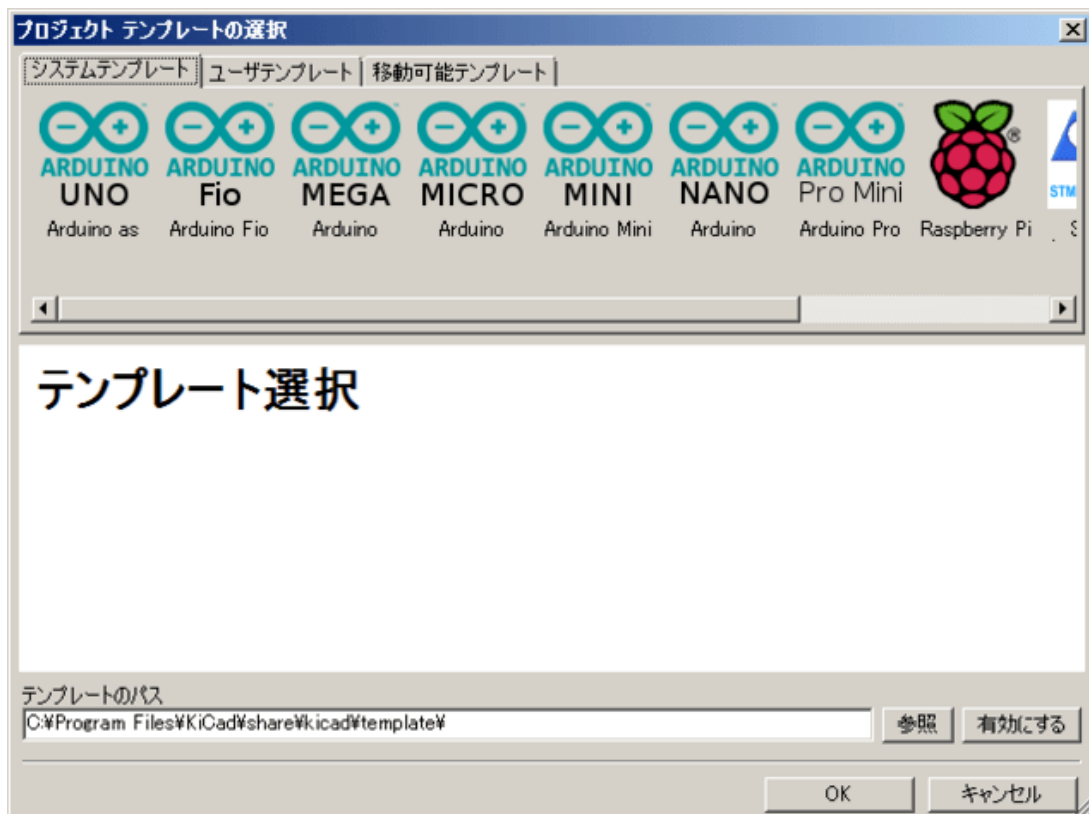 プロジェクト テンプレートの選択
システムテンプレート ユーザテンプレート 移動可能テンプレート
ARDUINO ARDUINO ARDUINO ARDUINO ARDUINO ARDUINO ARDUINO
UNO Fio MEGA MICRO MINI NANO Pro Mini ® STM
Arduino as Arduino Fio Arduino Arduino Arduino Mini Arduino Arduino Pro Raspberry Pi
テンプレート選択
テンプレートのパス
C:¥Program Files¥KiCad¥share¥kicad¥template¥ 参照 有効にする
OK キャンセル